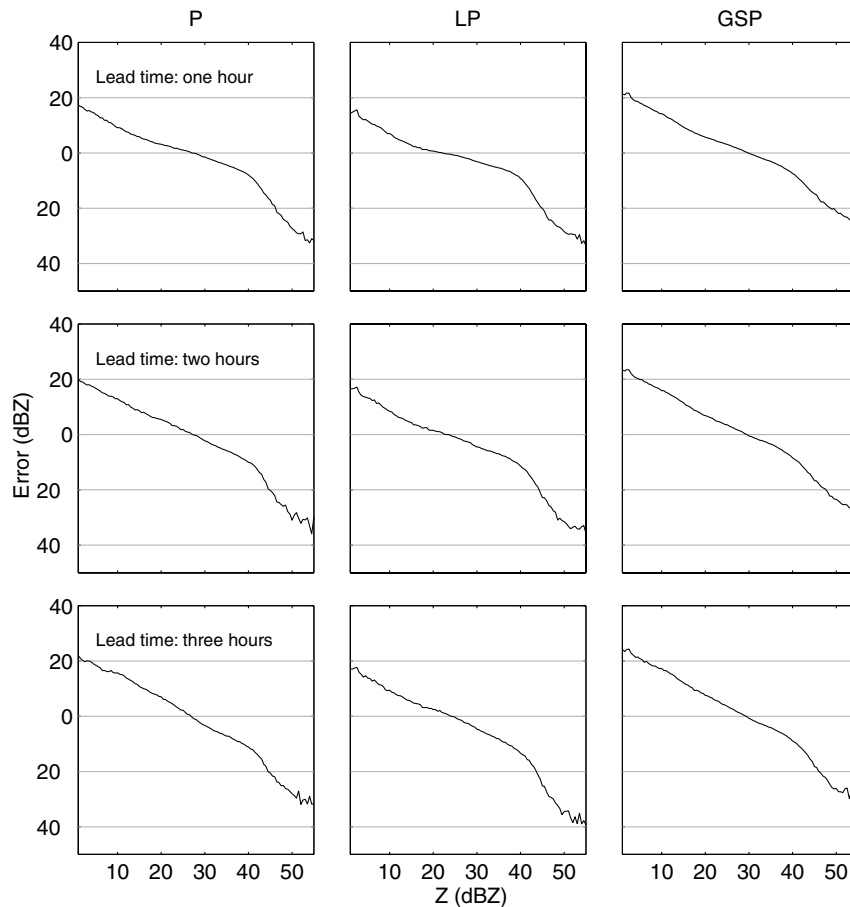 P LP GSP
40
Lead time: one hour
20
0
20
40
40
Lead time: two hours
20
0
20
40
Error (dBZ)
40
Lead time: three hours
20
0
20
40
10 20 30 40 50 10 20 30 40 50 10 20 30 40 50
Z (dBZ)